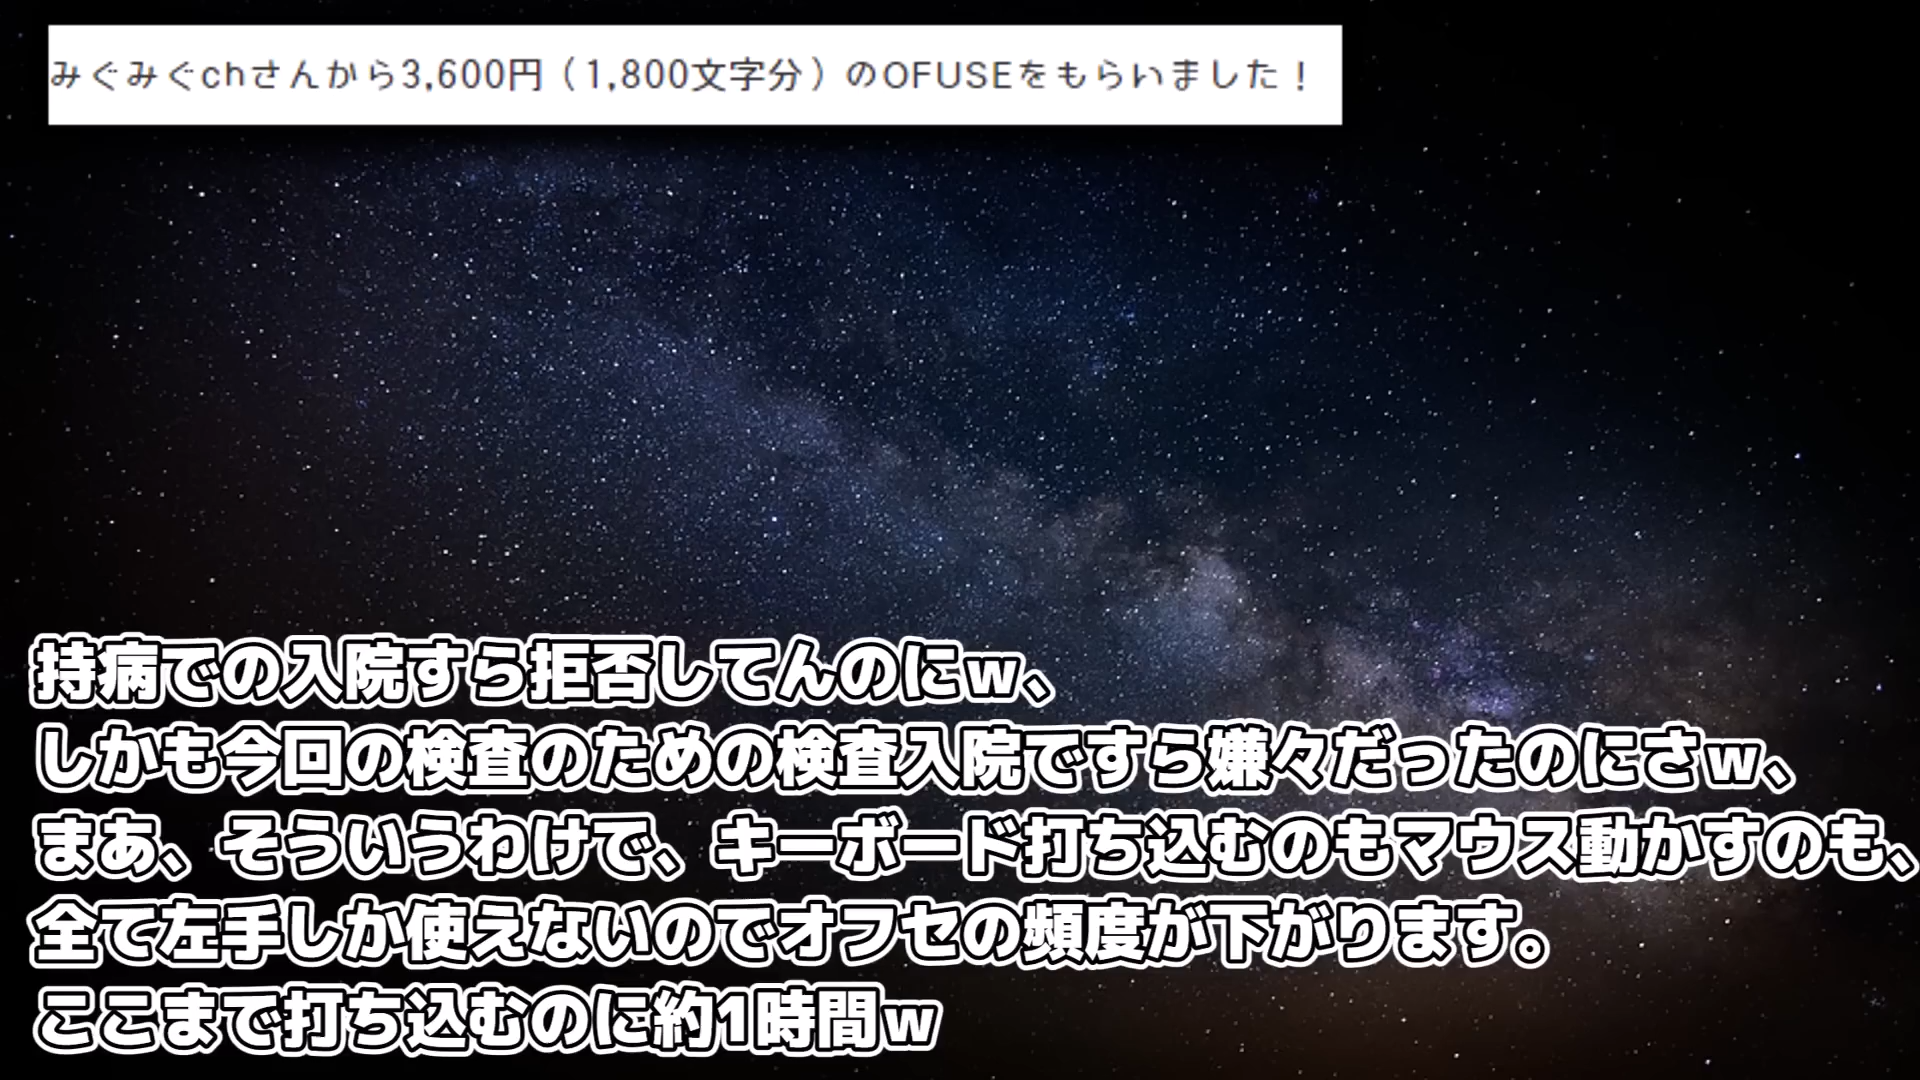 みぐみぐchさんから3,600円（1,800文字分）のOFUSEをもらいました！
持病での入院すら拒否してんのにw、
しかも今回の検査のための検査入院ですら嫌々だったのにさw、
まあ、そういうわけで、キーボード打ち込むのもマウス動かすのも、
全て左手しか使えないのでオフセの頻度が下がります。
ここまで打ち込むのに約1時間w